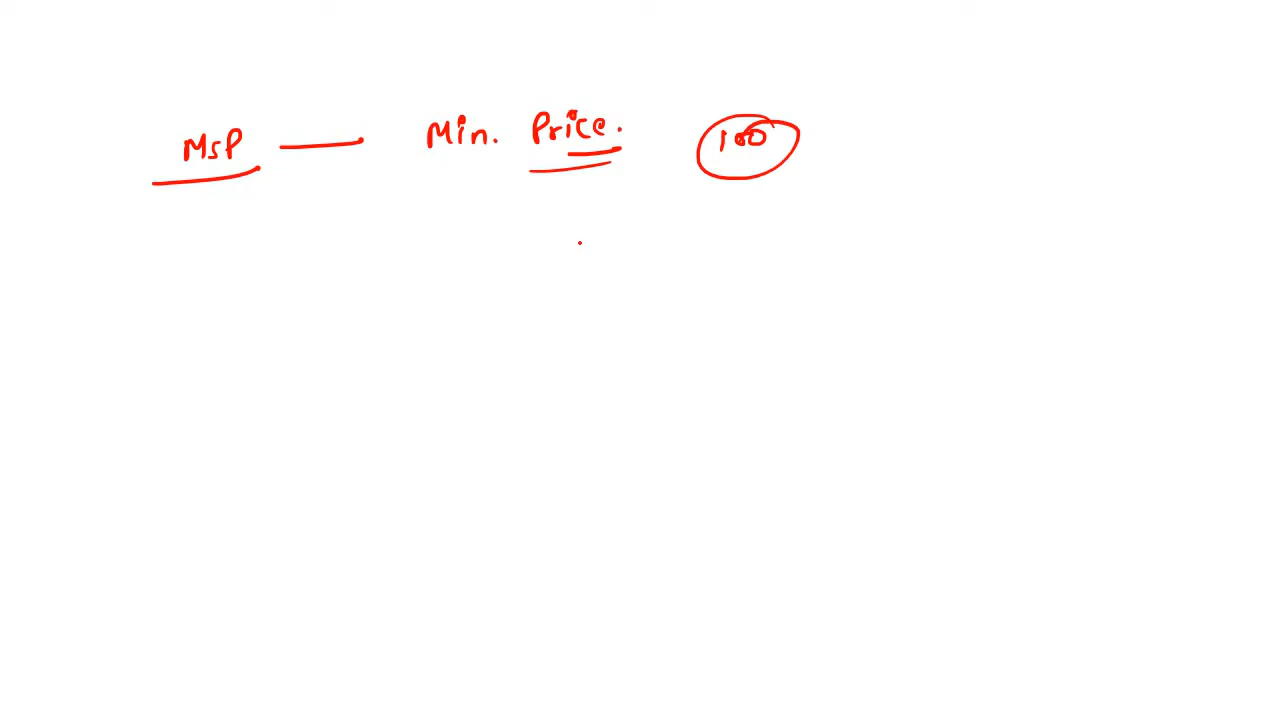 MSP — Min. Price. 100